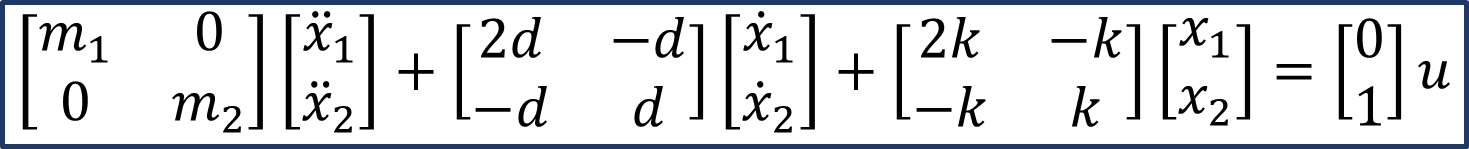 [m₁ 0; 0 m₂] [ẍ₁; ẍ₂] + [2d −d; −d d] [ẋ₁; ẋ₂] + [2k −k; −k k] [x₁; x₂] = [0; 1] u